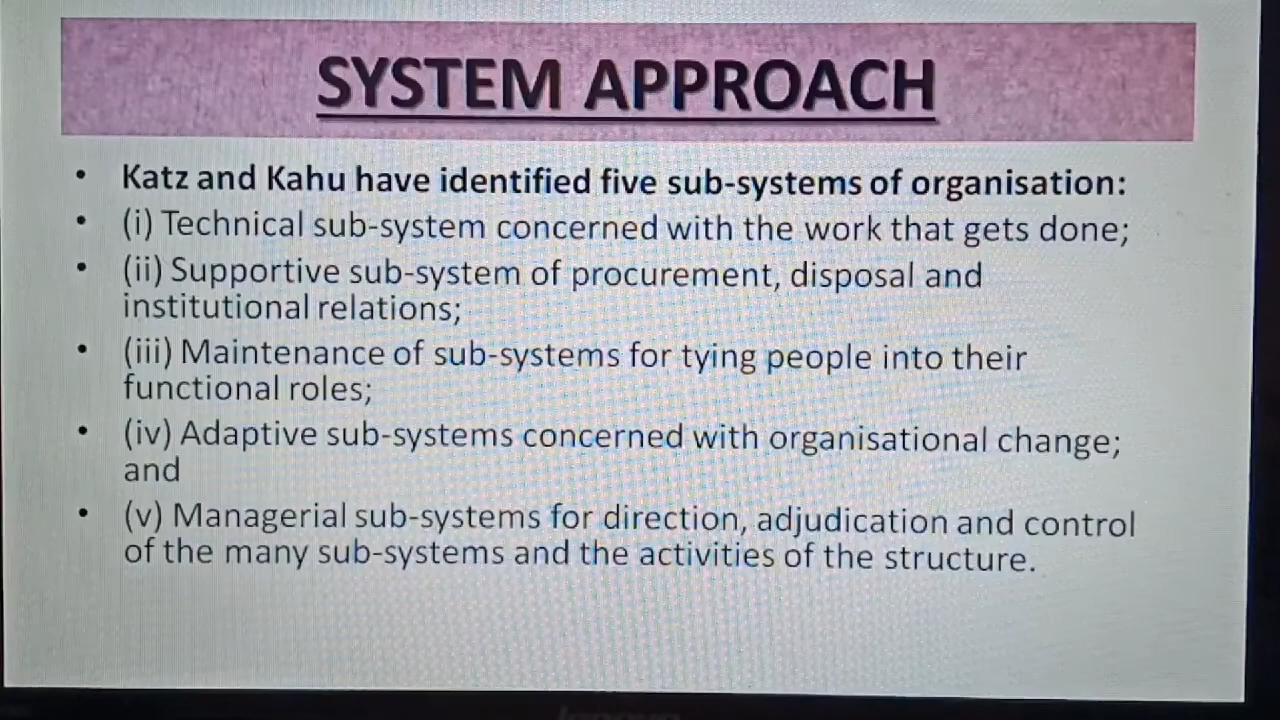 SYSTEM APPROACH
• Katz and Kahu have identified five sub-systems of organisation:
• (i) Technical sub-system concerned with the work that gets done;
• (ii) Supportive sub-system of procurement, disposal and
institutional relations;
• (iii) Maintenance of sub-systems for tying people into their
functional roles;
• (iv) Adaptive sub-systems concerned with organisational change;
and
• (v) Managerial sub-systems for direction, adjudication and control
of the many sub-systems and the activities of the structure.